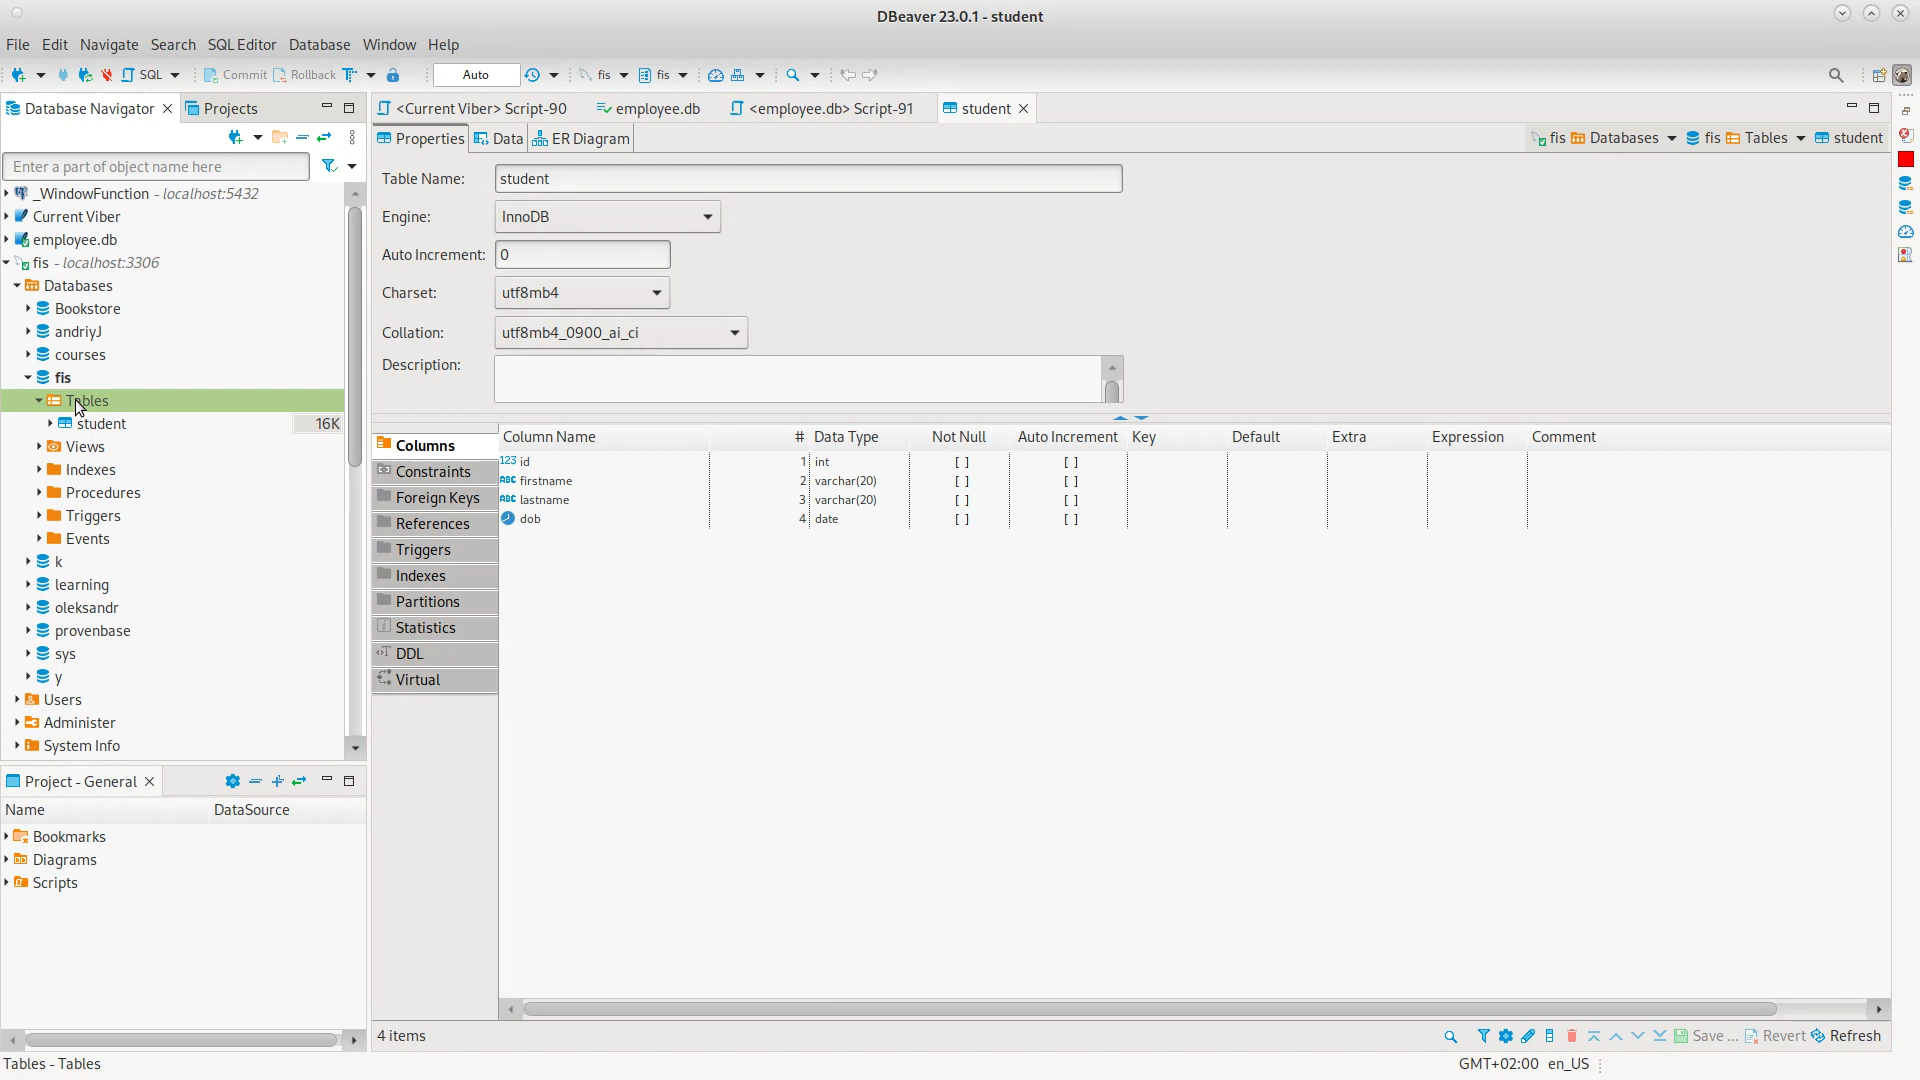 DBeaver 23.0.1 - student
File Edit Navigate Search SQL Editor Database Window Help
SQL Commit Rollback Auto fis fis
Database Navigator Projects
<Current Viber> Script-90 employee.db <employee.db> Script-91 student
Properties Data ER Diagram
fis Databases fis Tables student
Enter a part of object name here
_WindowFunction - localhost:5432
Current Viber
employee.db
fis - localhost:3306
Databases
Bookstore
andriyJ
courses
fis
Tables
student 16K
Views
Indexes
Procedures
Triggers
Events
k
learning
oleksandr
provenbase
sys
y
Users
Administer
System Info
Table Name: student
Engine: InnoDB
Auto Increment: 0
Charset: utf8mb4
Collation: utf8mb4_0900_ai_ci
Description:
Columns
Constraints
Foreign Keys
References
Triggers
Indexes
Partitions
Statistics
DDL
Virtual
Column Name # Data Type Not Null Auto Increment Key Default Extra Expression Comment
123 id 1 int [ ] [ ]
ABC firstname 2 varchar(20) [ ] [ ]
ABC lastname 3 varchar(20) [ ] [ ]
dob 4 date [ ] [ ]
Project - General
Name DataSource
Bookmarks
Diagrams
Scripts
4 items
Save ... Revert Refresh
Tables - Tables
GMT+02:00 en_US